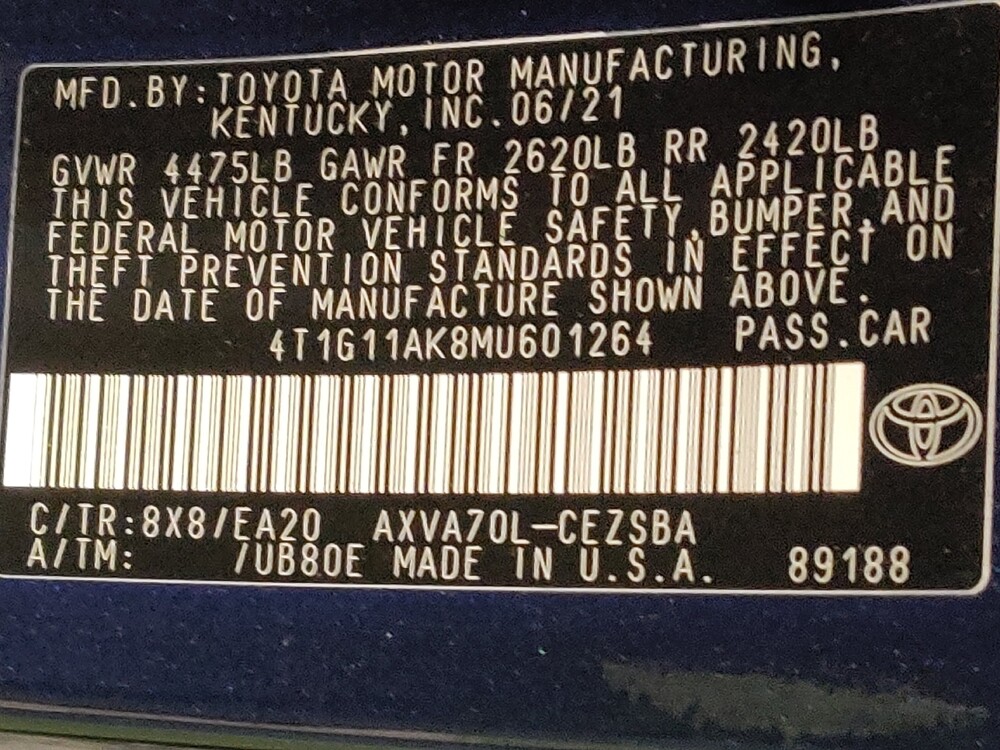 MFD.BY:TOYOTA MOTOR MANUFACTURING,
KENTUCKY, INC. 06/21
GVWR 4475LB GAWR FR 2620LB RR 2420LB
THIS VEHICLE CONFORMS TO ALL APPLICABLE
FEDERAL MOTOR VEHICLE SAFETY, BUMPER, AND
THEFT PREVENTION STANDARDS IN EFFECT ON
THE DATE OF MANUFACTURE SHOWN ABOVE.
4T1G11AK8MU601264 PASS.CAR
C/TR:8X8/EA20 AXVA70L-CEZSBA
A/TM: /UB80E MADE IN U.S.A. 89188